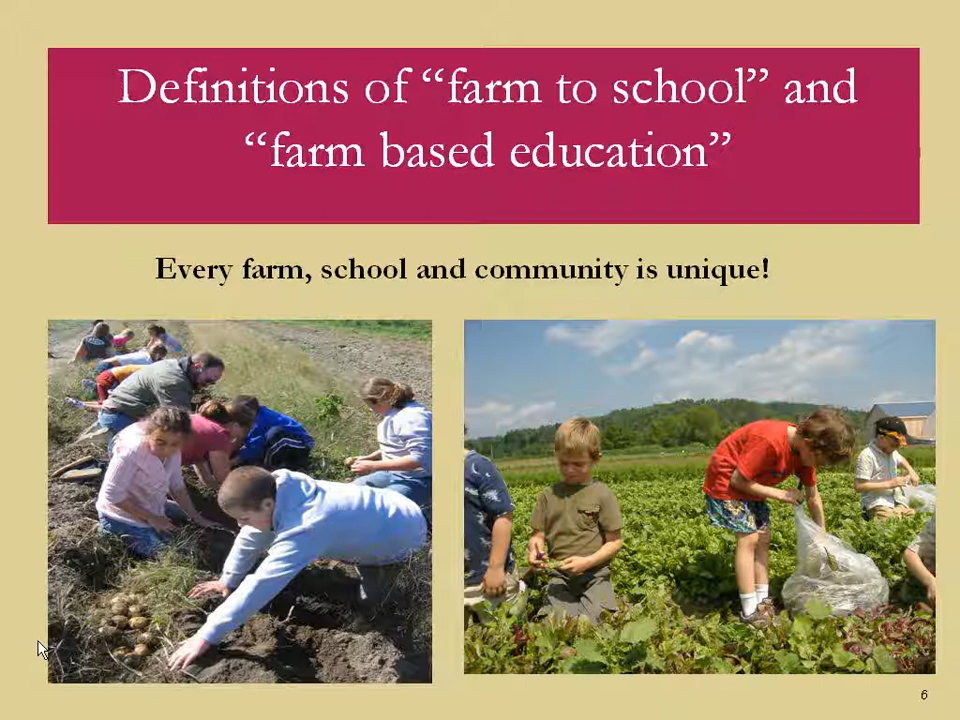 Definitions of “farm to school” and
“farm based education”
Every farm, school and community is unique!
6